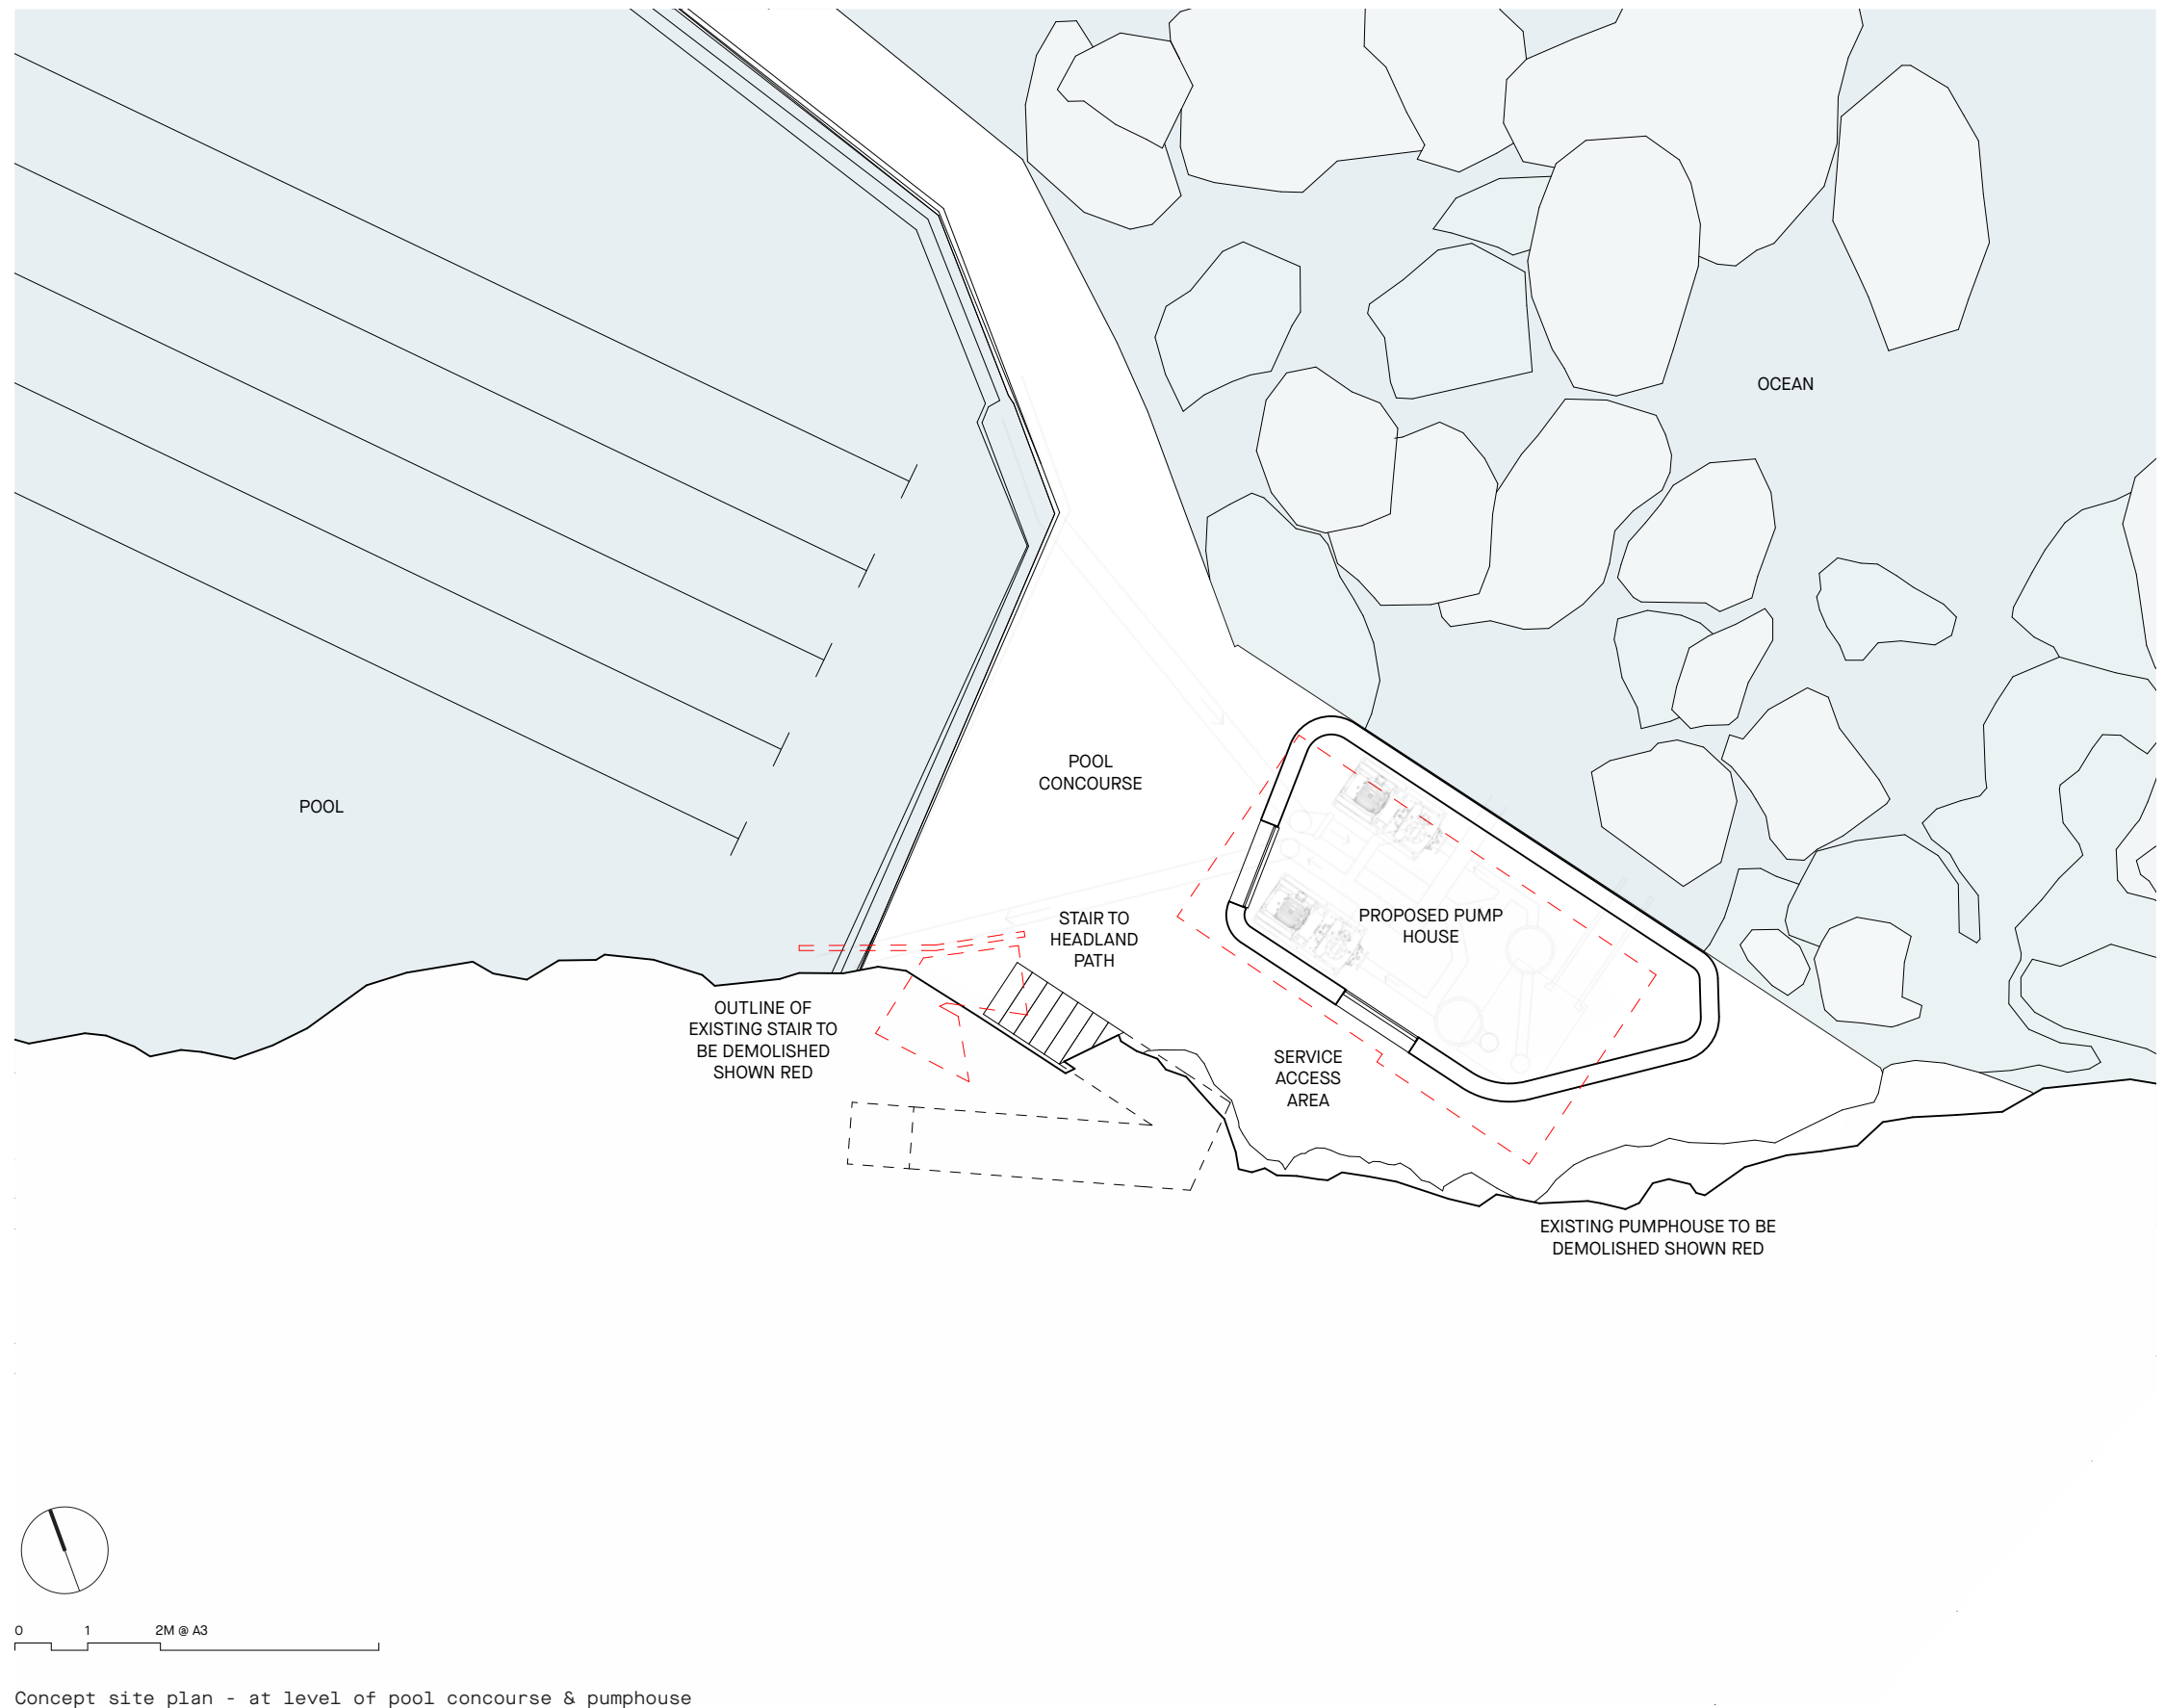 OCEAN
POOL
CONCOURSE
POOL
STAIR TO
HEADLAND
PATH
PROPOSED PUMP
HOUSE
OUTLINE OF
EXISTING STAIR TO
BE DEMOLISHED
SHOWN RED
SERVICE
ACCESS
AREA
EXISTING PUMPHOUSE TO BE
DEMOLISHED SHOWN RED
0 1 2M @ A3
Concept site plan - at level of pool concourse & pumphouse